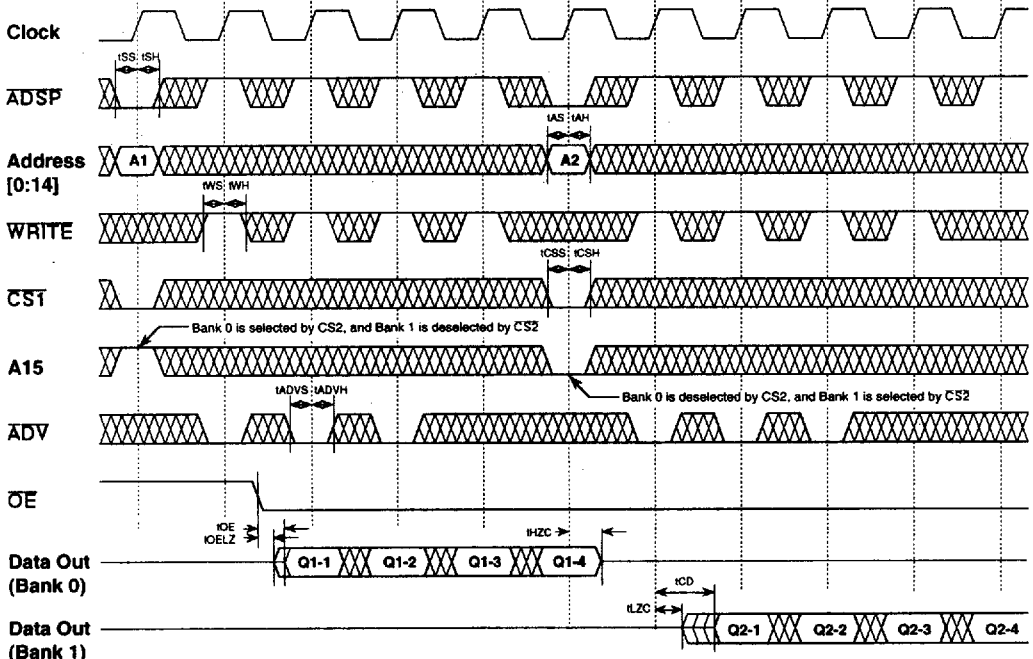 Clock
tSS tSH
ADSP
tAS tAH
Address
[0:14]
A1
A2
tWS tWH
WRITE
tCSS tCSH
CS1
Bank 0 is selected by CS2, and Bank 1 is deselected by CS2
A15
tADVS tADVH
Bank 0 is deselected by CS2, and Bank 1 is selected by CS2
ADV
OE
tOE
tOELZ
tHZC
Data Out
(Bank 0)
Q1-1 Q1-2 Q1-3 Q1-4
tCD
tLZC
Data Out
(Bank 1)
Q2-1 Q2-2 Q2-3 Q2-4